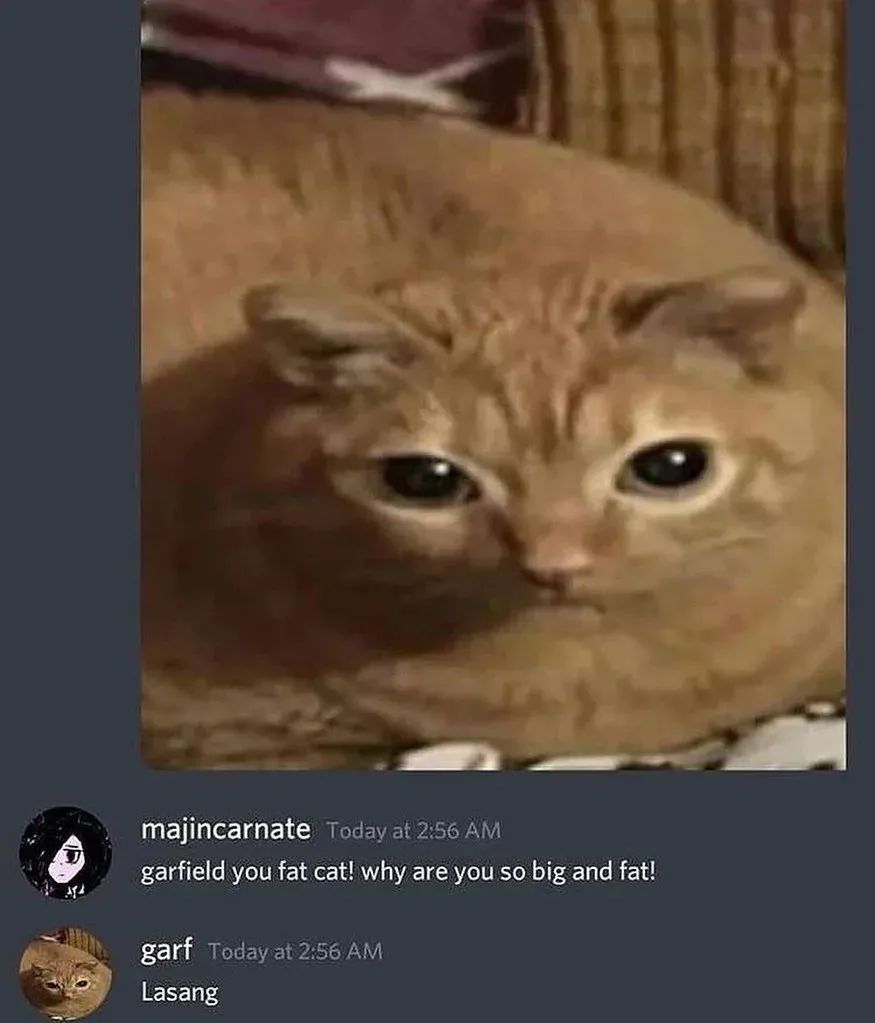 majincarnate Today at 2:56 AM
garfield you fat cat! why are you so big and fat!
garf Today at 2:56 AM
Lasang